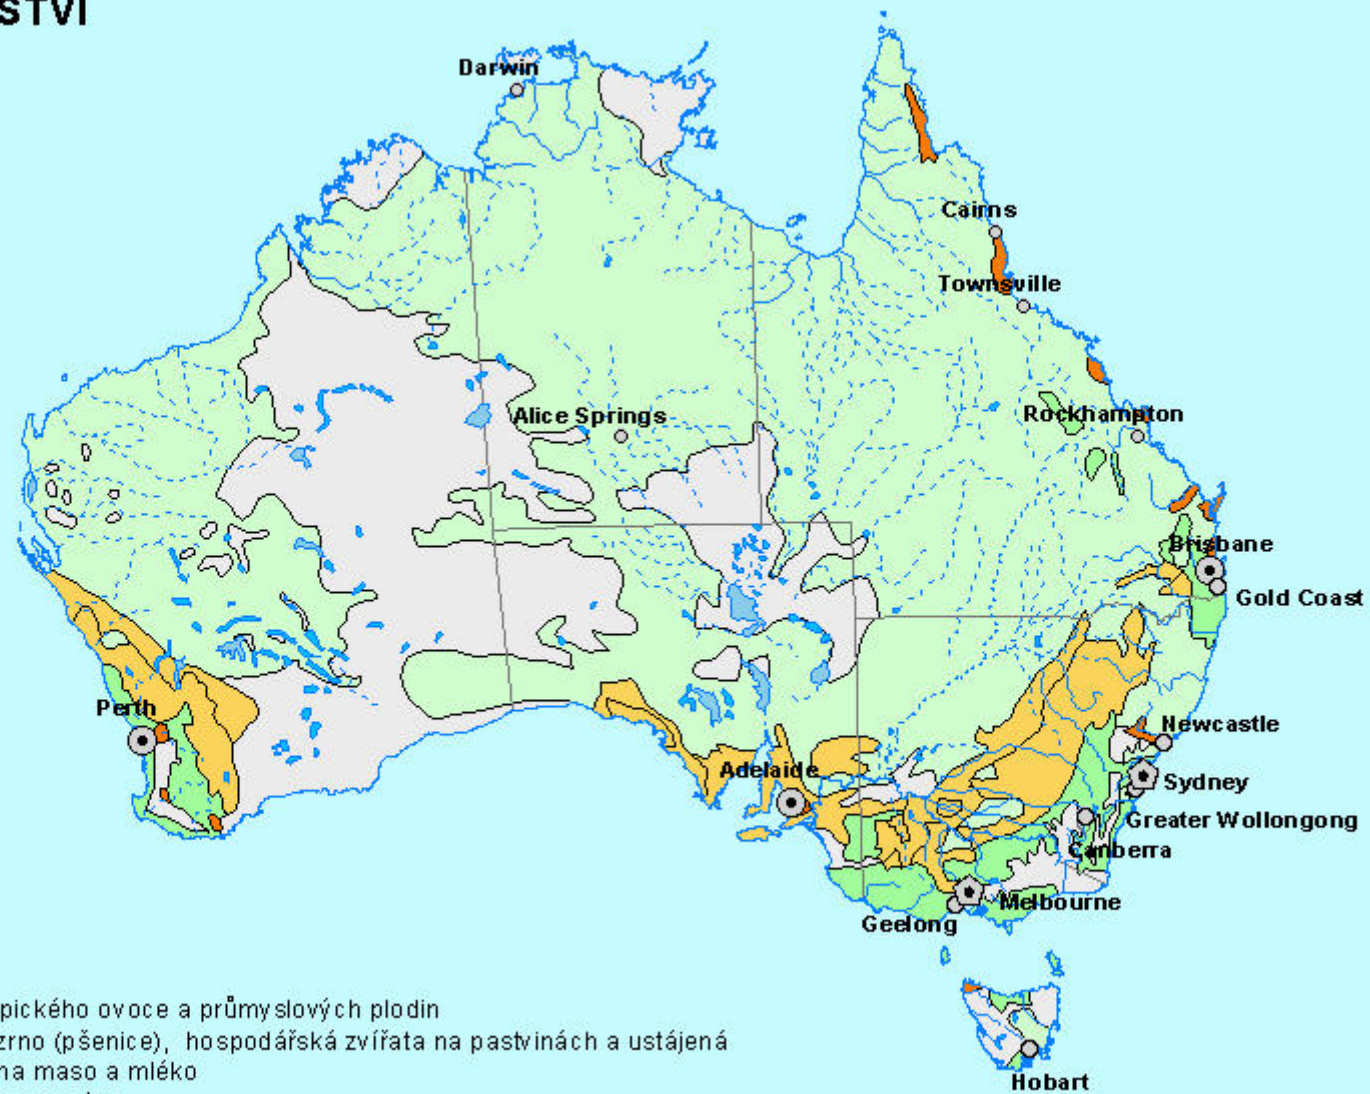 STVÍ
Darwin
Cairns
Townsville
Alice Springs
Rockhampton
Brisbane
Gold Coast
Perth
Newcastle
Adelaide
Sydney
Greater Wollongong
Canberra
Melbourne
Geelong
pického ovoce a průmyslových plodin
zrno (pšenice), hospodářská zvířata na pastvinách a ustájená
na maso a mléko
Hobart